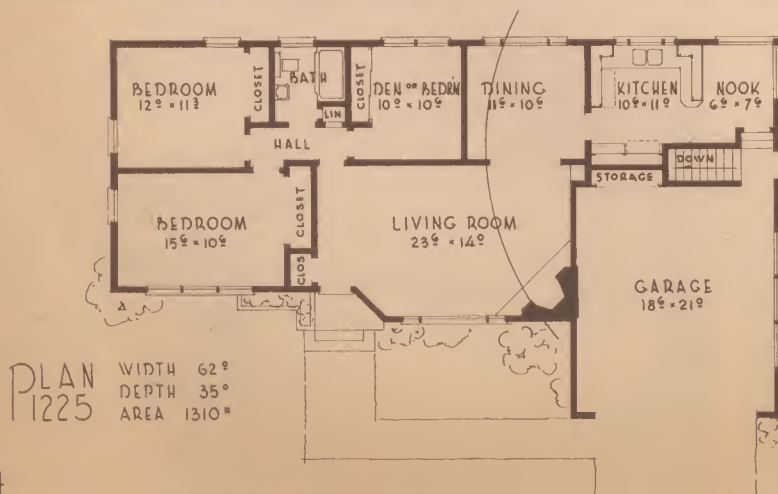 BEDROOM
12⁰ × 11³
CLOSET
BATH
LIN
CLOSET
DEN OR BEDRM
10⁰ × 10⁶
DINING
11⁶ × 10⁶
KITCHEN
10⁶ × 11⁰
NOOK
6⁶ × 7⁶
HALL
DOWN
STORAGE
BEDROOM
15⁶ × 10⁶
CLOSET
CLOS
LIVING ROOM
23⁶ × 14⁰
GARAGE
18⁶ × 21⁰
PLAN
1225
WIDTH 62⁰
DEPTH 35⁰
AREA 1310